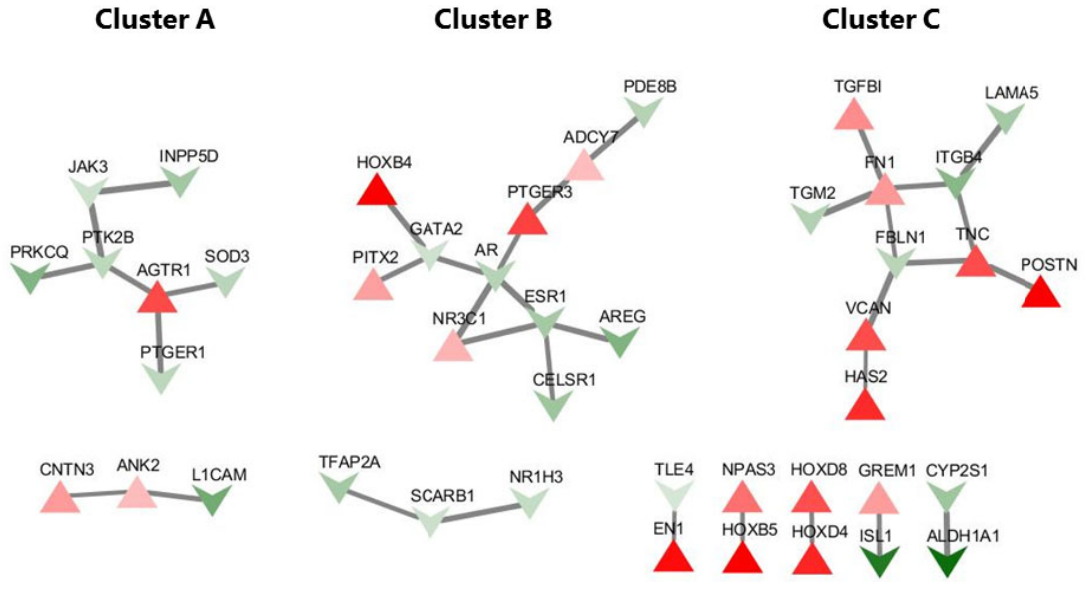 Cluster A
Cluster B
Cluster C
JAK3
INPP5D
PRKCQ
PTK2B
AGTR1
SOD3
PTGER1
PDE8B
ADCY7
HOXB4
PTGER3
GATA2
AR
PITX2
ESR1
NR3C1
AREG
CELSR1
TGFBI
LAMA5
FN1
ITGB4
TGM2
FBLN1
TNC
POSTN
VCAN
HAS2
CNTN3
ANK2
L1CAM
TFAP2A
SCARB1
NR1H3
TLE4
NPAS3
HOXD8
GREM1
CYP2S1
EN1
HOXB5
HOXD4
ISL1
ALDH1A1